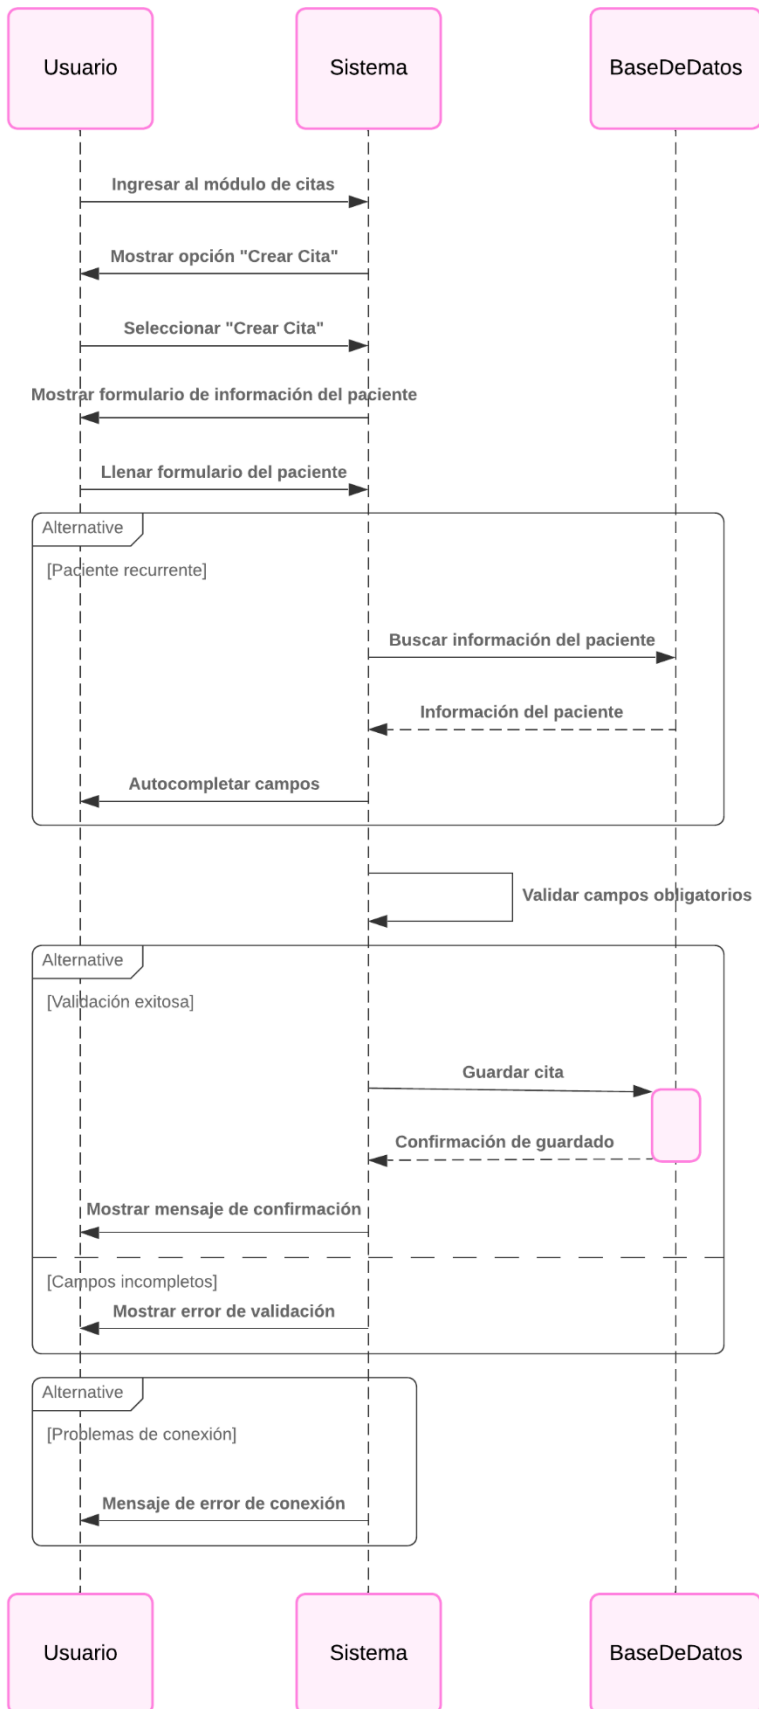 Usuario
Sistema
BaseDeDatos
Ingresar al módulo de citas
Mostrar opción "Crear Cita"
Seleccionar "Crear Cita"
Mostrar formulario de información del paciente
Llenar formulario del paciente
Alternative
[Paciente recurrente]
Buscar información del paciente
Información del paciente
Autocompletar campos
Validar campos obligatorios
Alternative
[Validación exitosa]
Guardar cita
Confirmación de guardado
Mostrar mensaje de confirmación
[Campos incompletos]
Mostrar error de validación
Alternative
[Problemas de conexión]
Mensaje de error de conexión
Usuario
Sistema
BaseDeDatos